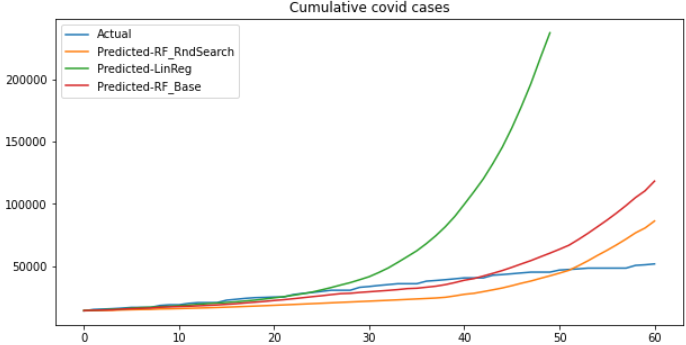 Cumulative covid cases
Actual
Predicted-RF_RndSearch
Predicted-LinReg
Predicted-RF_Base
200000
150000
100000
50000
0 10 20 30 40 50 60